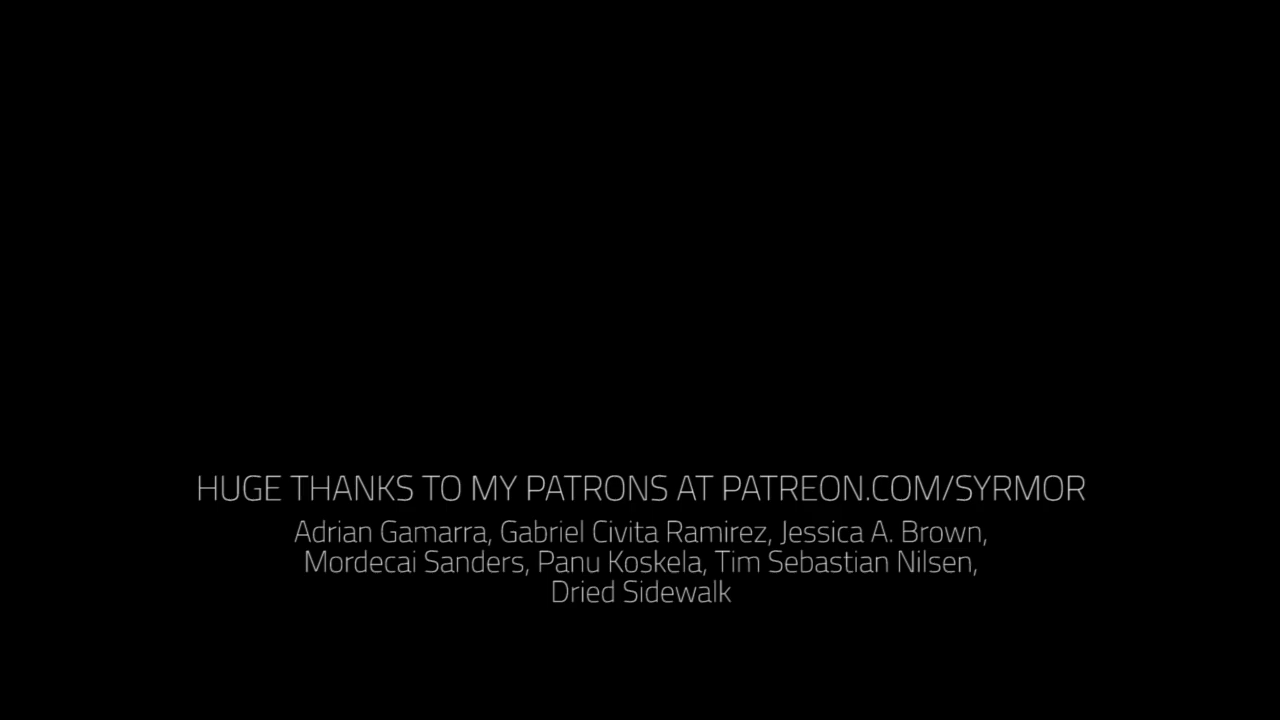 HUGE THANKS TO MY PATRONS AT PATREON.COM/SYRMOR
Adrian Gamarra, Gabriel Civita Ramirez, Jessica A. Brown,
Mordecai Sanders, Panu Koskela, Tim Sebastian Nilsen,
Dried Sidewalk